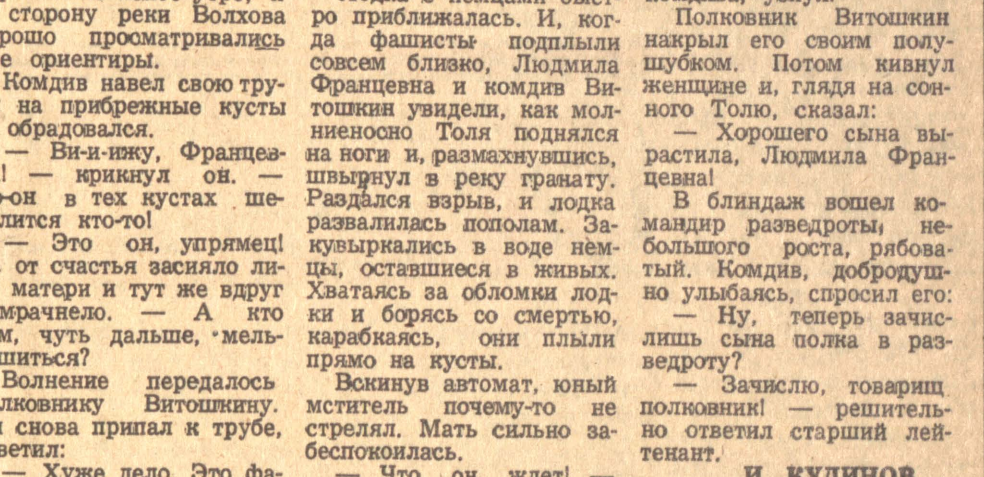 сторону реки Волхова
рошо просматривались
е ориентиры.
Комдив навел свою тру-
на прибрежные кусты
обрадовался.
— Ви-и-ижу, Францев-
! — крикнул он. —
-он в тех кустах ше-
лится кто-то!
— Это он, упрямец!
от счастья засияло ли-
матери и тут же вдруг
мрачнело. — А кто
м, чуть дальше, мель-
шиться?
Волнение передалось
лковнику Витошкину.
снова припал к трубе,
ветил:
— Хуже дело. Это фа-
ро приближалась. И, ког-
да фашисты подплыли
совсем близко, Людмила
Францевна и комдив Ви-
тошкин увидели, как мол-
ниеносно Толя поднялся
на ноги и, размахнувшись,
швырнул в реку гранату.
Раздался взрыв, и лодка
развалилась пополам. За-
кувыркались в воде нем-
цы, оставшиеся в живых.
Хватаясь за обломки лод-
ки и борясь со смертью,
карабкаясь, они плыли
прямо на кусты.
Вскинув автомат, юный
мститель почему-то не
стрелял. Мать сильно за-
беспокоилась.
— Что он ждет! —
Полковник Витошкин
накрыл его своим полу-
шубком. Потом кивнул
женщине и, глядя на сон-
ного Толю, сказал:
— Хорошего сына вы-
растила, Людмила Фран-
цевна!
В блиндаж вошел ко-
мандир разведроты, не-
большого роста, рябова-
тый. Комдив, добродуш-
но улыбаясь, спросил его:
— Ну, теперь зачис-
лишь сына полка в раз-
ведроту?
— Зачислю, товарищ
полковник! — решитель-
но ответил старший лей-
тенант.
И. КУДИНОВ